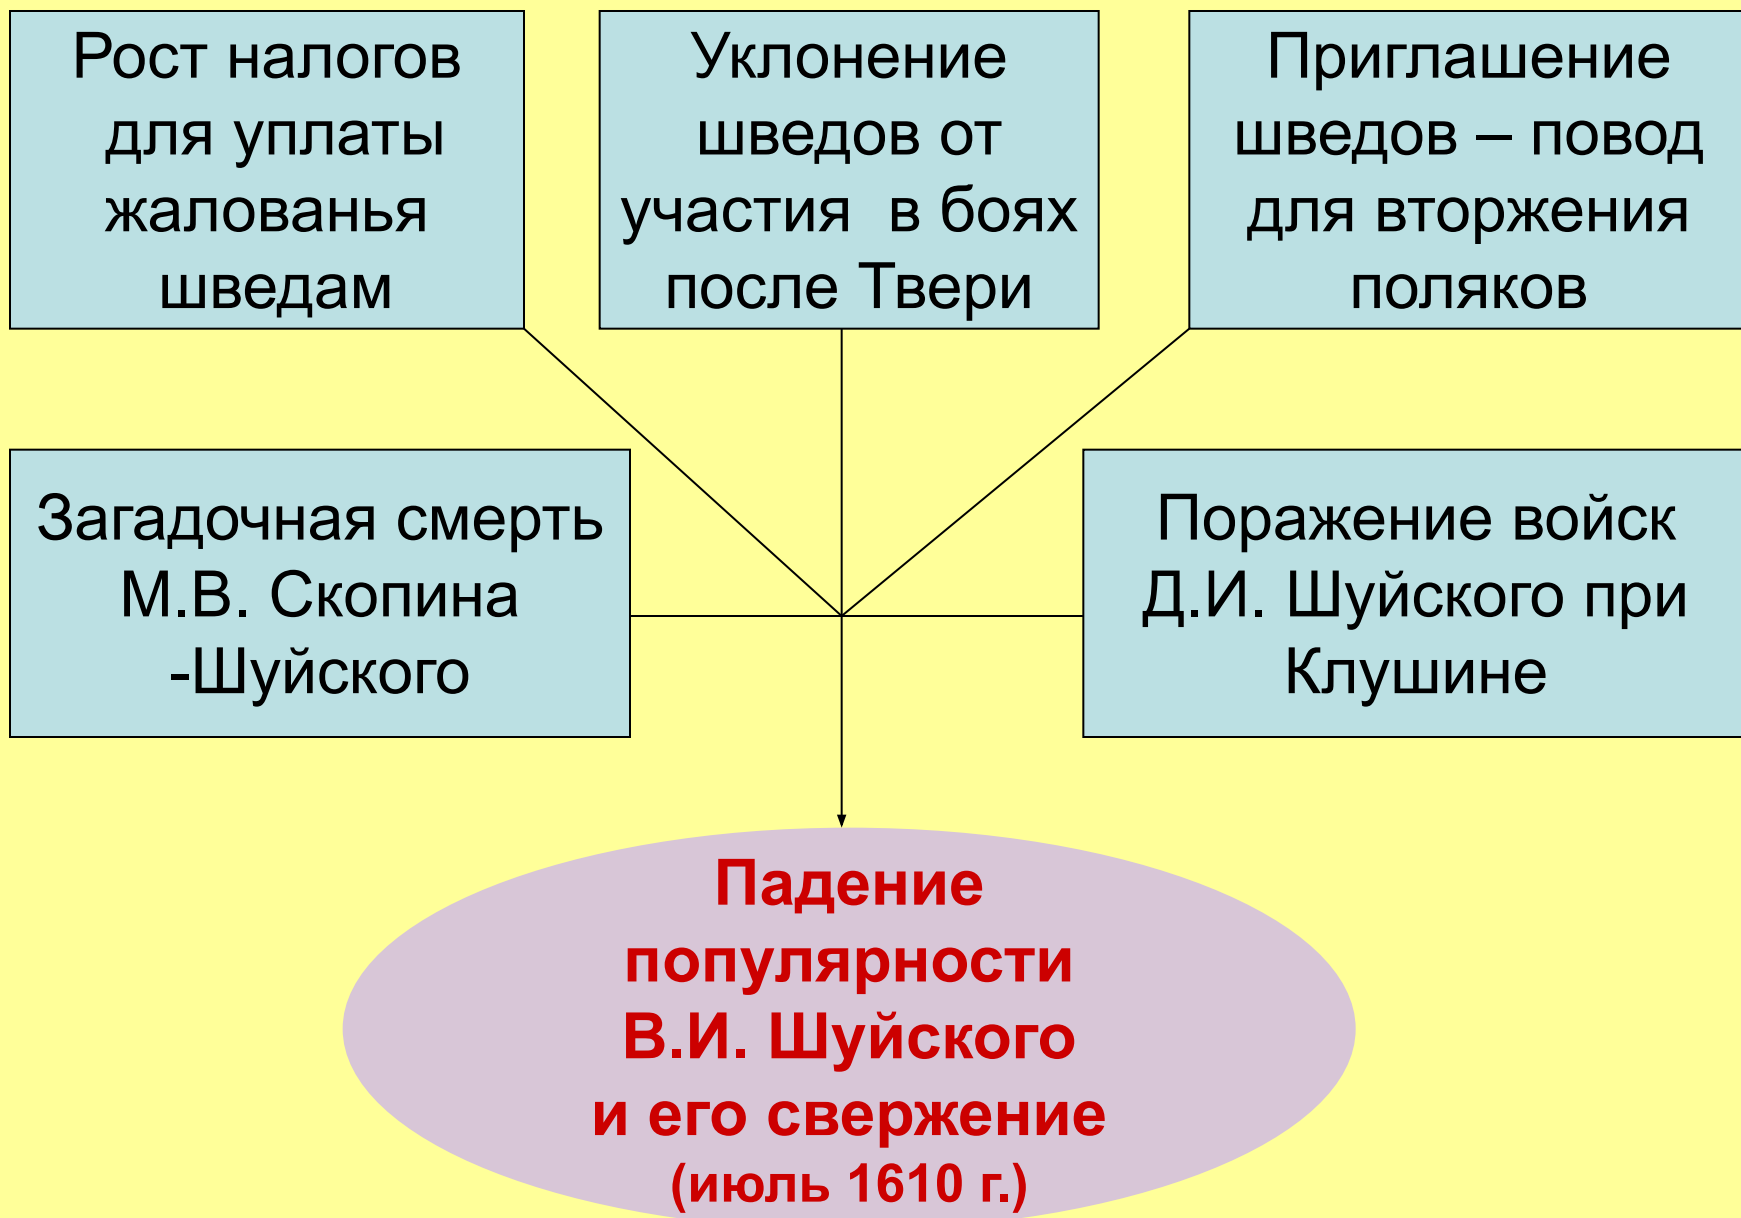 Рост налогов
для уплаты
жалованья
шведам
Уклонение
шведов от
участия в боях
после Твери
Приглашение
шведов – повод
для вторжения
поляков
Загадочная смерть
М.В. Скопина
-Шуйского
Поражение войск
Д.И. Шуйского при
Клушине
Падение
популярности
В.И. Шуйского
и его свержение
(июль 1610 г.)